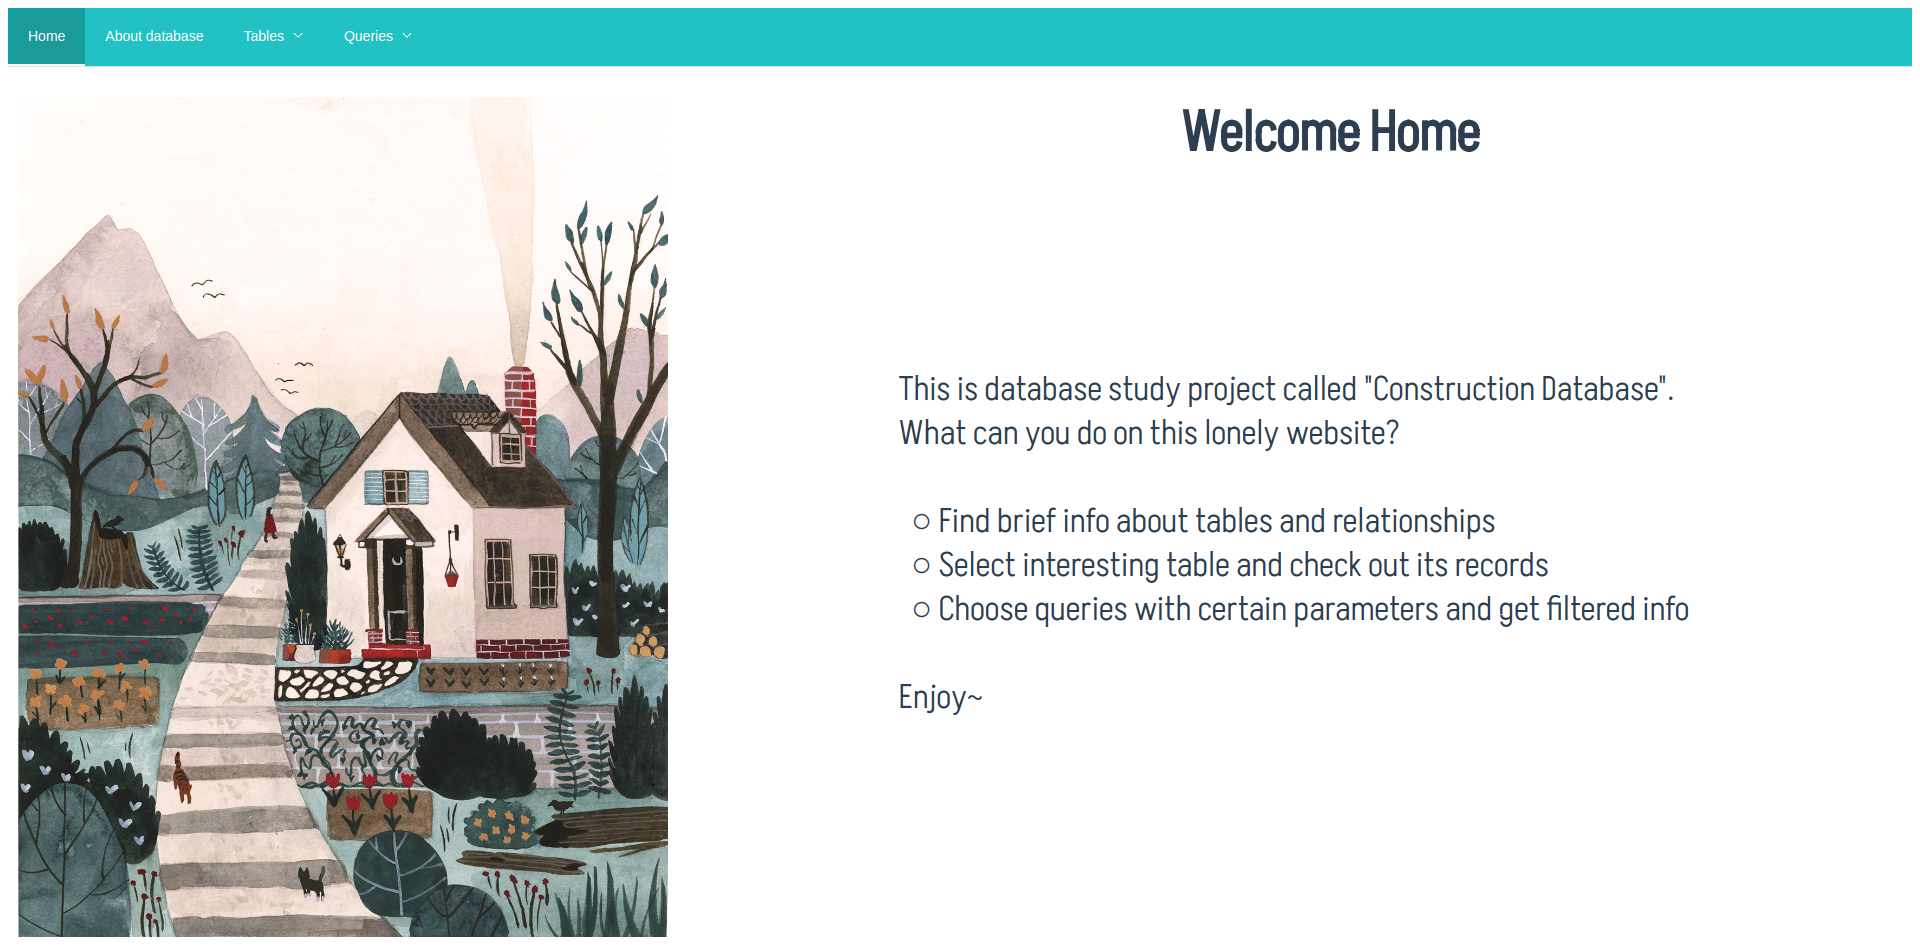 Home About database Tables Queries
Welcome Home
This is database study project called "Construction Database".
What can you do on this lonely website?
○ Find brief info about tables and relationships
○ Select interesting table and check out its records
○ Choose queries with certain parameters and get filtered info
Enjoy~